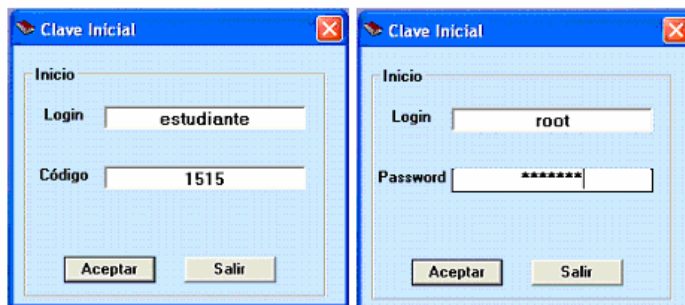 Clave Inicial
Inicio
Login estudiante
Código 1515
Aceptar Salir
Clave Inicial
Inicio
Login root
Password *******
Aceptar Salir